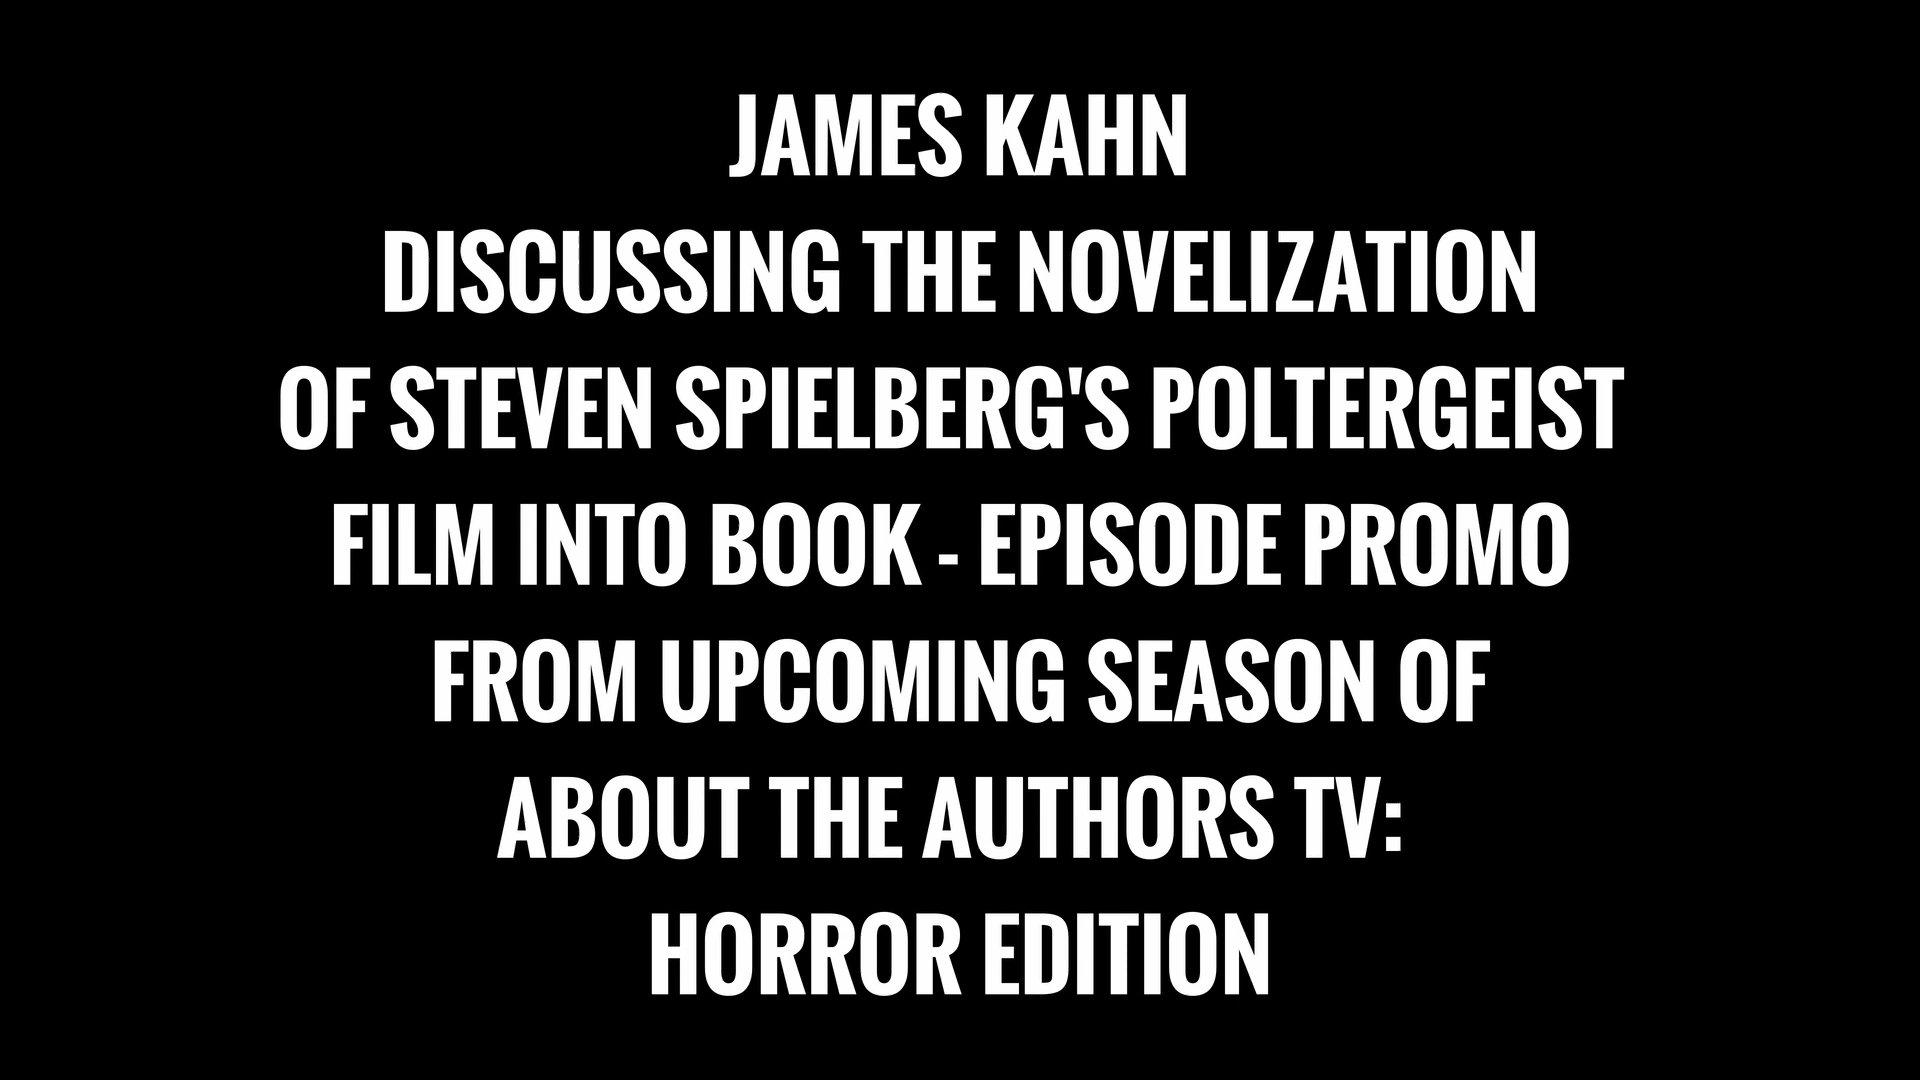 JAMES KAHN
DISCUSSING THE NOVELIZATION
OF STEVEN SPIELBERG'S POLTERGEIST
FILM INTO BOOK - EPISODE PROMO
FROM UPCOMING SEASON OF
ABOUT THE AUTHORS TV:
HORROR EDITION